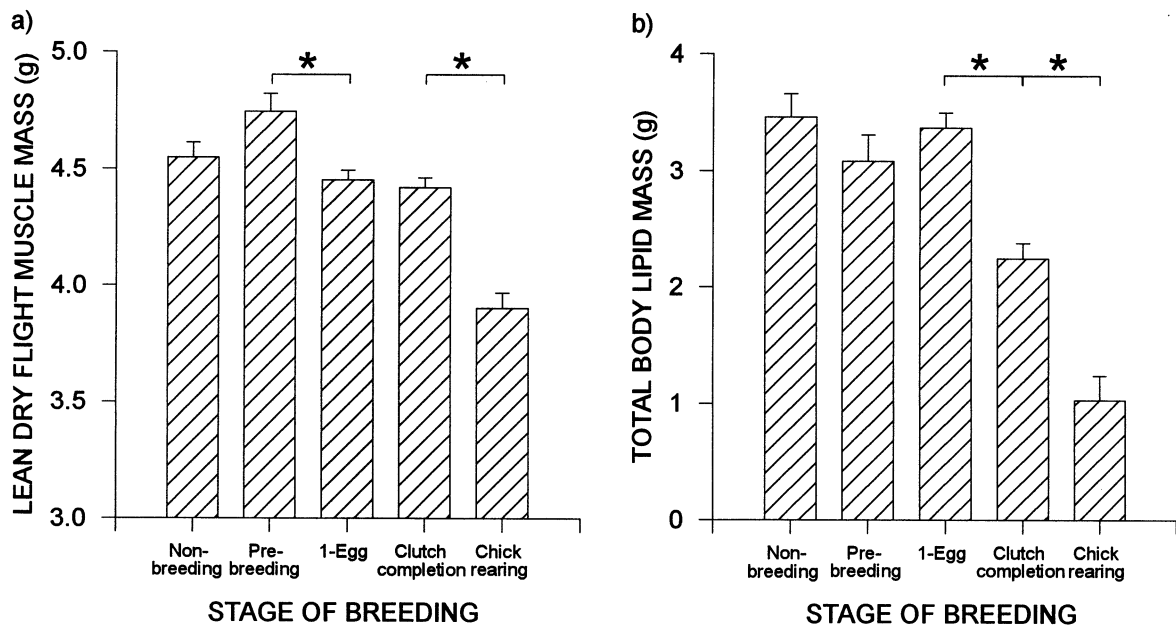 a)
LEAN DRY FLIGHT MUSCLE MASS (g)
5.0
4.5
4.0
3.5
3.0
*
*
Non-
breeding
Pre-
breeding
1-Egg
Clutch
completion
Chick
rearing
STAGE OF BREEDING
b)
TOTAL BODY LIPID MASS (g)
4
3
2
1
0
*
*
Non-
breeding
Pre-
breeding
1-Egg
Clutch
completion
Chick
rearing
STAGE OF BREEDING